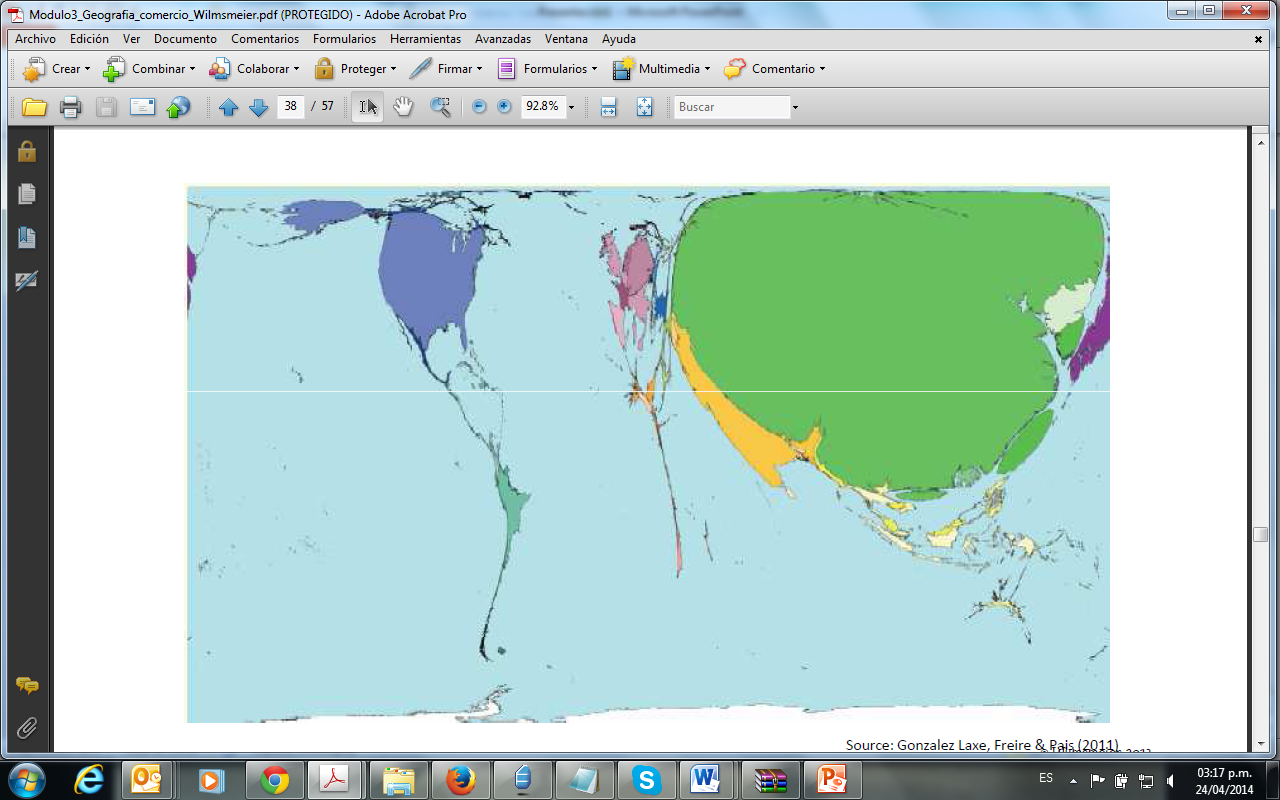 Modulo3_Geografia_comercio_Wilmsmeier.pdf (PROTEGIDO) - Adobe Acrobat Pro
Archivo Edición Ver Documento Comentarios Formularios Herramientas Avanzadas Ventana Ayuda
Crear Combinar Colaborar Proteger Firmar Formularios Multimedia Comentario
38 / 57 92.8% Buscar
Source: Gonzalez Laxe, Freire & Pais (2011)
ES 03:17 p.m.
24/04/2014